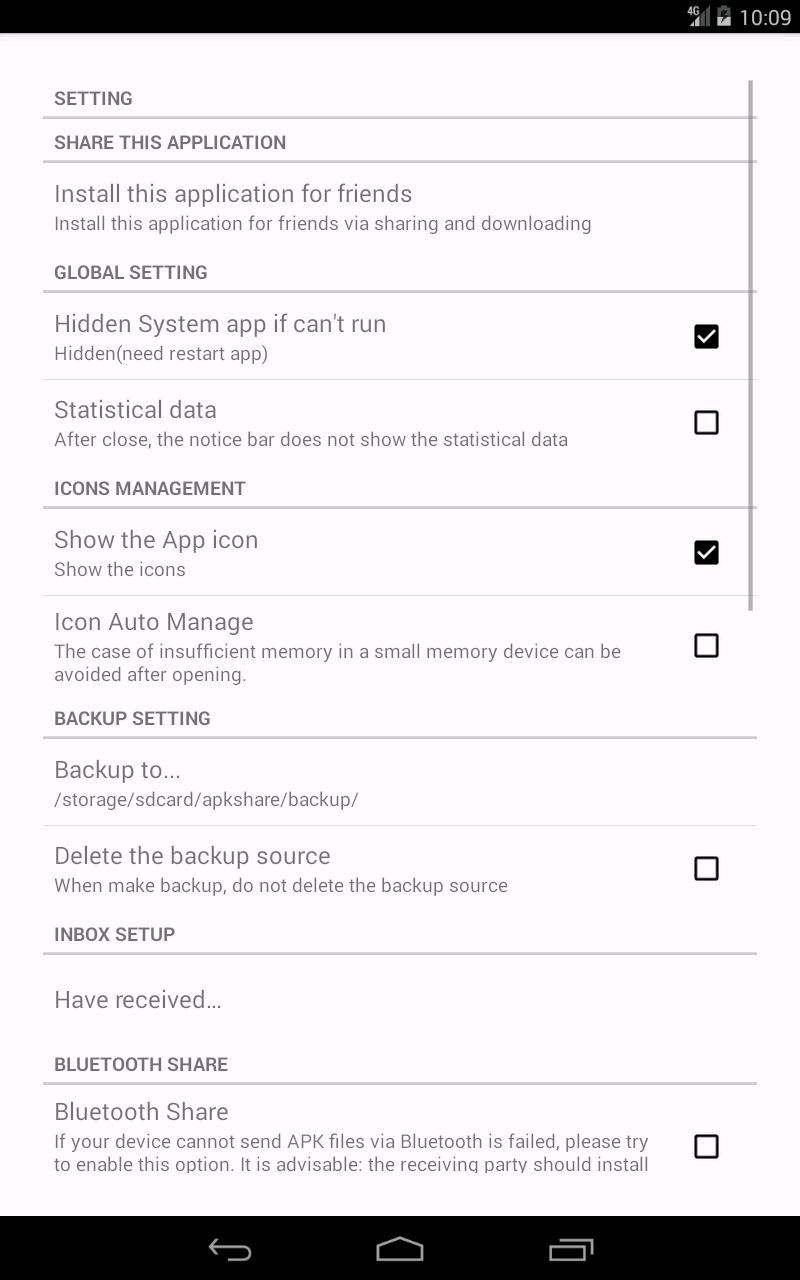 4G 10:09
SETTING
SHARE THIS APPLICATION
Install this application for friends
Install this application for friends via sharing and downloading
GLOBAL SETTING
Hidden System app if can't run
Hidden(need restart app)
Statistical data
After close, the notice bar does not show the statistical data
ICONS MANAGEMENT
Show the App icon
Show the icons
Icon Auto Manage
The case of insufficient memory in a small memory device can be
avoided after opening.
BACKUP SETTING
Backup to...
/storage/sdcard/apkshare/backup/
Delete the backup source
When make backup, do not delete the backup source
INBOX SETUP
Have received...
BLUETOOTH SHARE
Bluetooth Share
If your device cannot send APK files via Bluetooth is failed, please try
to enable this option. It is advisable: the receiving party should install